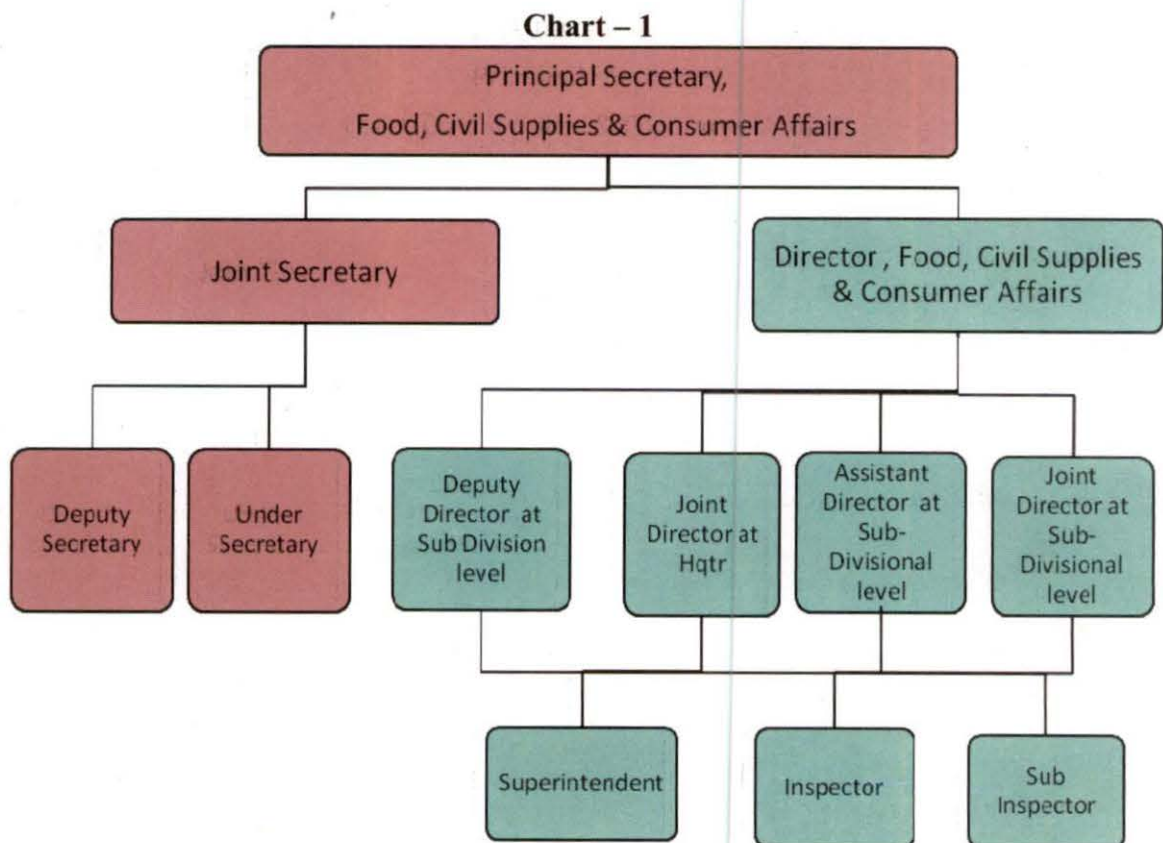 Chart – 1
Principal Secretary,
Food, Civil Supplies & Consumer Affairs
Joint Secretary
Director , Food, Civil Supplies
& Consumer Affairs
Deputy
Secretary
Under
Secretary
Deputy
Director at
Sub Division
level
Joint
Director at
Hqtr
Assistant
Director at
Sub-
Divisional
level
Joint
Director at
Sub-
Divisional
level
Superintendent
Inspector
Sub
Inspector